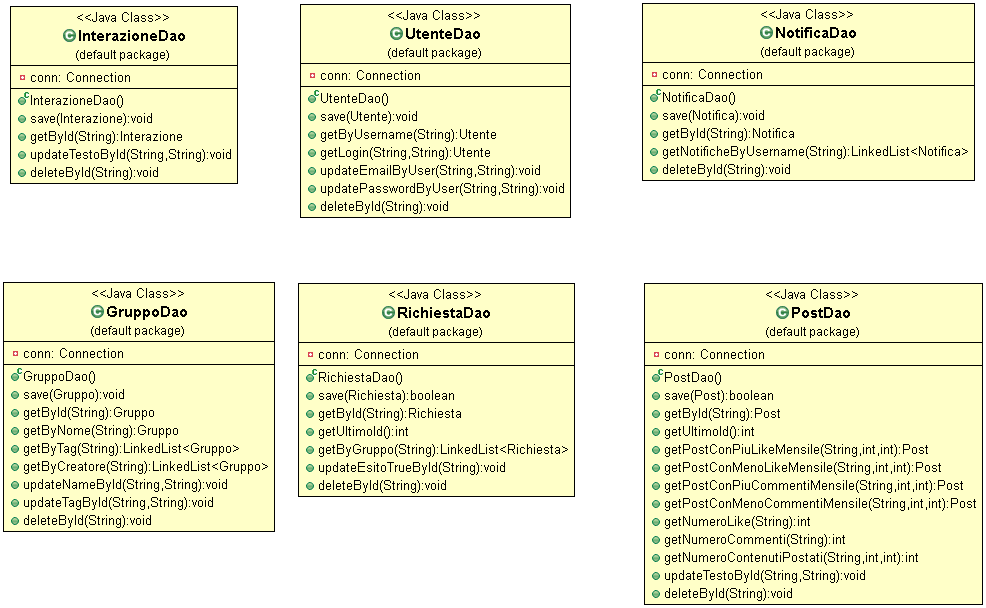 <<Java Class>>
InterazioneDao
(default package)
conn: Connection
InterazioneDao()
save(Interazione):void
getById(String):Interazione
updateTestoById(String,String):void
deleteById(String):void
<<Java Class>>
UtenteDao
(default package)
conn: Connection
UtenteDao()
save(Utente):void
getByUsername(String):Utente
getLogin(String,String):Utente
updateEmailByUser(String,String):void
updatePasswordByUser(String,String):void
deleteById(String):void
<<Java Class>>
NotificaDao
(default package)
conn: Connection
NotificaDao()
save(Notifica):void
getById(String):Notifica
getNotificheByUsername(String):LinkedList<Notifica>
deleteById(String):void
<<Java Class>>
GruppoDao
(default package)
conn: Connection
GruppoDao()
save(Gruppo):void
getById(String):Gruppo
getByNome(String):Gruppo
getByTag(String):LinkedList<Gruppo>
getByCreatore(String):LinkedList<Gruppo>
updateNameById(String,String):void
updateTagById(String,String):void
deleteById(String):void
<<Java Class>>
RichiestaDao
(default package)
conn: Connection
RichiestaDao()
save(Richiesta):boolean
getById(String):Richiesta
getUltimoId():int
getByGruppo(String):LinkedList<Richiesta>
updateEsitoTrueById(String):void
deleteById(String):void
<<Java Class>>
PostDao
(default package)
conn: Connection
PostDao()
save(Post):boolean
getById(String):Post
getUltimoId():int
getPostConPiuLikeMensile(String,int,int):Post
getPostConMenoLikeMensile(String,int,int):Post
getPostConPiuCommentiMensile(String,int,int):Post
getPostConMenoCommentiMensile(String,int,int):Post
getNumeroLike(String):int
getNumeroCommenti(String):int
getNumeroContenutiPostati(String,int,int):int
updateTestoById(String,String):void
deleteById(String):void